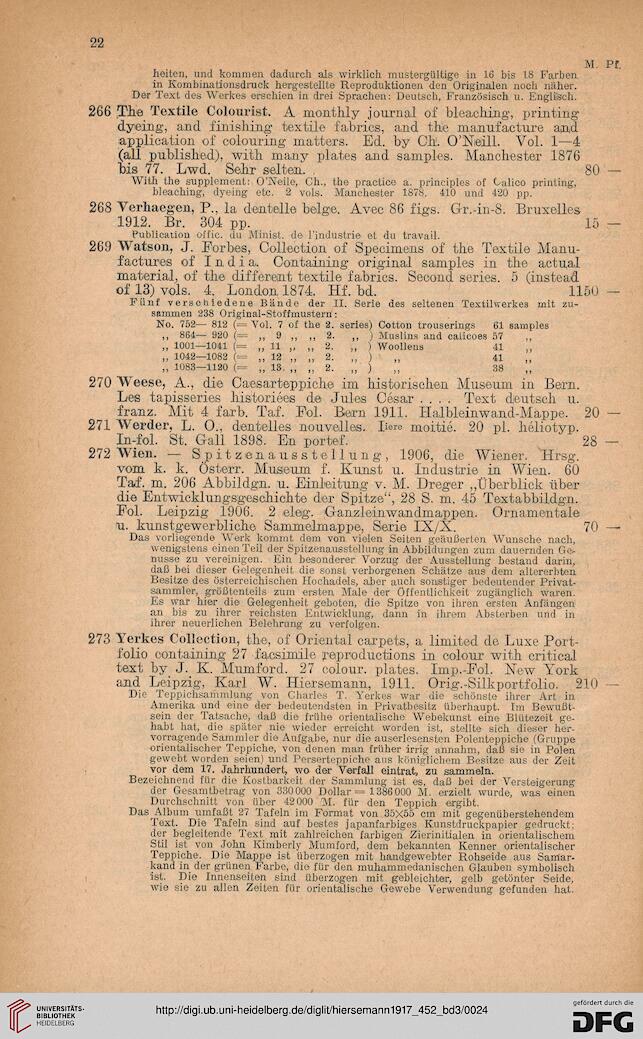 22
M. Pf.
heiten, und kommen dadurch als wirklich mustergültige in 16 bis 18 Farben
in Kombinationsdruck hergestellte Reproduktionen den Originalen noch näher.
Der Text des Werkes erschien in drei Sprachen: Deutsch, Französisch u. Englisch.
266 The Textile Colourist. A monthly journal of bleaching, printing
dyeing, and finishing textile fabrics, and the manufacture and
application of colouring matters. Ed. by Ch. O'Neill. Vol. 1—4
(all published), with many plates and samples. Manchester 1876
bis 77. Lwd. Sehr selten. 80 —
With the supplement: O'Neile, Ch., the practice a. principles of Calico printing,
bleaching, dyeing etc. 2 vols. Manchester 1878. 410 und 420 pp.
268 Verhaegen, P., la dentelle belge. Avec 86 figs. Gr.-in-8. Bruxelles
1912. Br. 304 pp. 15 —
Publication offic. du Minist. de l'industrie et du travail.
269 Watson, J. Forbes, Collection of Specimens of the Textile Manu-
factures of India. Containing original samples in the actual
material, of the different textile fabrics. Second series. 5 (instead
of 13) vols. 4. London 1874. Hf. bd. 1150 —
Fünf verschiedene Bände der II. Serie des seltenen Textilwerkes mit zu-
sammen 238 Original-Stoffmustern:
No. 752— 812 (= Vol. 7 of the 2. series) Cotton trouserings 61 samples
„ 864— 920 (= „ 9 „ „ 2. „ ) Muslins and calicoes 57 „
„ 1001—1041 (= „ 11 „ „ 2. „ ) Woollens 41 „
„ 1042—1082 (= „ 12 „ „ 2. „ ) „ 41 „
„ 1083—1120 (= „ 13. „ „ 2. „ ) „ 38 „
270 Weese, A., die Caesarteppiche im historischen Museum in Bern.
Les tapisseries historiées de Jules César . . . . Text deutsch u.
franz. Mit 4 farb. Taf. Fol. Bern 1911. Halbleinwand-Mappe. 20 —
271 Werder, L. O., dentelles nouvelles. Iiere moitié. 20 pl. héliotyp.
In-fol. St. Gall 1898. En portef. 28 —
272 Wien. — Spitzenausstellung, 1906, die Wiener. Hrsg.
vom k. k. Österr. Museum f. Kunst u. Industrie in Wien. 60
Taf. m. 206 Abbildgn. u. Einleitung v. M. Dreger „Überblick über
die Entwicklungsgeschichte der Spitze“, 28 S. m. 45 Textabbildgn.
Fol. Leipzig 1906. 2 eleg. Ganzleinwandmappen. Ornamentale
u. kunstgewerbliche Sammelmappe, Serie IX/X. 70 —
Das vorliegende Werk kommt dem von vielen Seiten geäußerten Wunsche nach,
wenigstens einen Teil der Spitzenausstellung in Abbildungen zum dauernden Ge-
nusse zu vereinigen. Ein besonderer Vorzug der Ausstellung bestand darin,
daß bei dieser Gelegenheit die sonst verborgenen Schätze aus dem altererbten
Besitze des österreichischen Hochadels, aber auch sonstiger bedeutender Privat-
sammler, größtenteils zum ersten Male der Öffentlichkeit zugänglich waren.
Es war hier die Gelegenheit geboten, die Spitze von ihren ersten Anfängen
an bis zu ihrer reichsten Entwicklung, dann in ihrem Absterben und in
ihrer neuerlichen Belehrung zu verfolgen.
273 Yerkes Collection, the, of Oriental carpets, a limited de Luxe Port-
folio containing 27 facsimile reproductions in colour with critical
text by J. K. Mumford. 27 colour. plates. Imp.-Fol. New York
and Leipzig, Karl W. Hiersemann, 1911. Orig.-Silkportfolio. 210 —
Die Teppichsammlung von Charles T. Yerkes war die schönste ihrer Art in
Amerika und eine der bedeutendsten in Privatbesitz überhaupt. Im Bewußt-
sein der Tatsache, daß die frühe orientalische Webekunst eine Blütezeit ge-
habt hat, die später nie wieder erreicht worden ist, stellte sich dieser her-
vorragende Sammler die Aufgabe, nur die auserlesensten Polenteppiche (Gruppe
orientalischer Teppiche, von denen man früher irrig annahm, daß sie in Polen
gewebt worden seien) und Perserteppiche aus königlichem Besitze aus der Zeit
vor dem 17. Jahrhundert, wo der Verfall eintrat, zu sammeln.
Bezeichnend für die Kostbarkeit der Sammlung ist es, daß bei der Versteigerung
der Gesamtbetrag von 330 000 Dollar = 1 386 000 M. erzielt wurde, was einen
Durchschnitt von über 42 000 M. für den Teppich ergibt.
Das Album umfaßt 27 Tafeln im Format von 35×55 cm mit gegenüberstehendem
Text. Die Tafeln sind auf bestes japanfarbiges Kunstdruckpapier gedruckt;
der begleitende Text mit zahlreichen farbigen Zierinitialen in orientalischem
Stil ist von John Kimberly Mumford, dem bekannten Kenner orientalischer
Teppiche. Die Mappe ist überzogen mit handgewebter Rohseide aus Samar-
kand in der grünen Farbe, die für den muhammedanischen Glauben symbolisch
ist. Die Innenseiten sind überzogen mit gebleichter, gelb getönter Seide,
wie sie zu allen Zeiten für orientalische Gewebe Verwendung gefunden hat.
UNIVERSITÄTS-
BIBLIOTHEK
HEIDELBERG
http://digi.ub.uni-heidelberg.de/diglit/hiersemann1917_452_bd3/0024
gefördert durch die
DFG